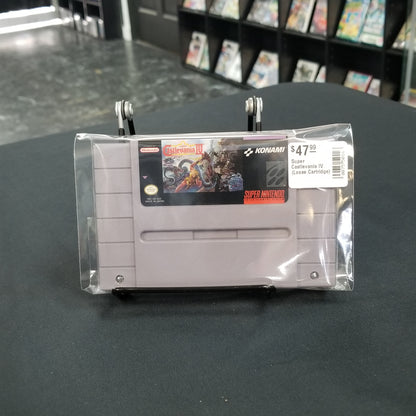 $47.99
Super
Castlevania IV
(Loose Cartridge)
Nintendo
Castlevania IV
KONAMI
SUPER NINTENDO